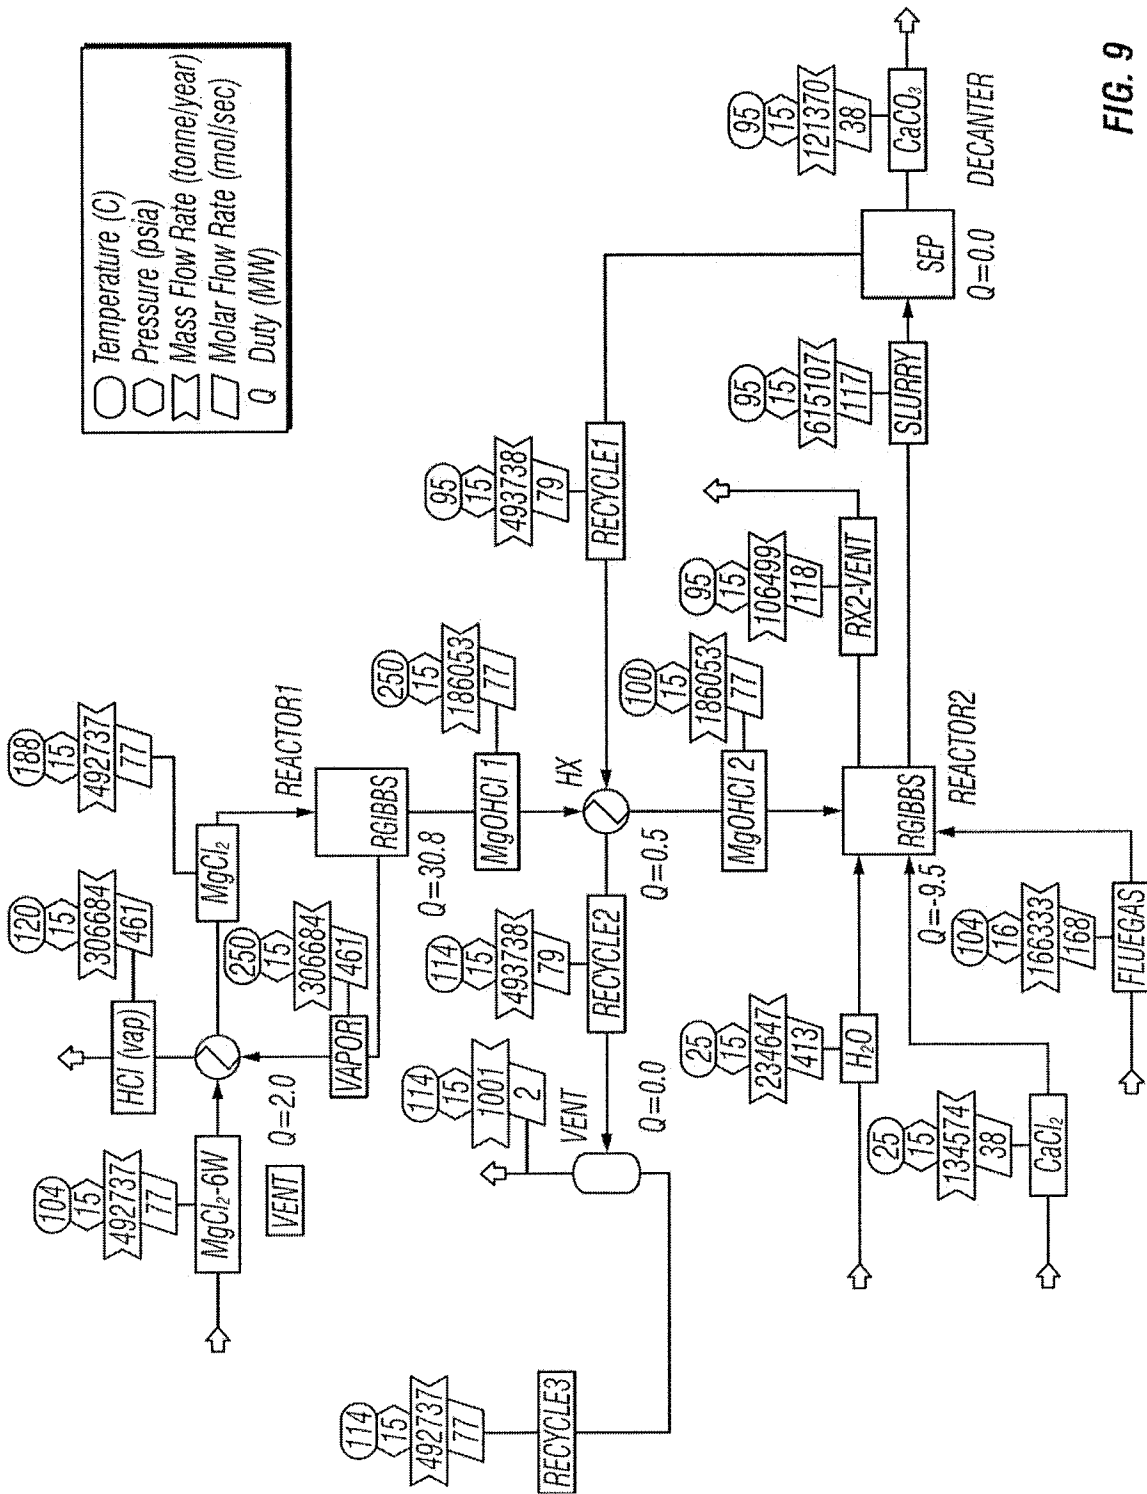 Temperature (C)
Pressure (psia)
Mass Flow Rate (tonne/year)
Molar Flow Rate (mol/sec)
Q Duty (MW)
104
15
492737
77
MgCl₂-6W
VENT
Q=2.0
120
15
306684
461
HCl (vap)
188
15
492737
77
MgCl₂
250
15
306684
461
VAPOR
REACTOR1
RGIBBS
Q=30.8
250
15
186053
77
MgOHCl 1
95
15
493738
79
RECYCLE1
HX
Q=0.5
114
15
493738
79
RECYCLE2
114
15
1001
2
VENT
Q=0.0
114
15
492737
77
RECYCLE3
100
15
186053
77
MgOHCl 2
95
15
106499
118
RX2-VENT
RGIBBS
REACTOR2
Q=-9.5
25
15
234647
413
H₂O
25
15
134574
38
CaCl₂
104
16
166333
168
FLUEGAS
95
15
615107
117
SLURRY
SEP
Q=0.0
DECANTER
95
15
121370
38
CaCO₃
FIG. 9